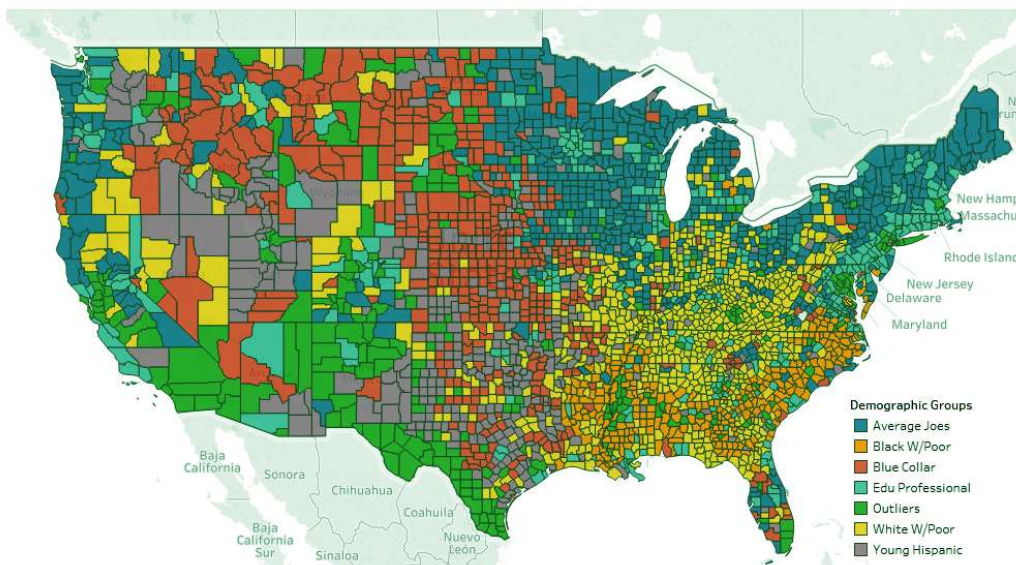 New Hamp
Massachu
Rhode Island
New Jersey
Delaware
Maryland
Wyoming
Baja
California
Sonora
Chihuahua
Coahuila
Baja
California
Sur
Sinaloa
Nuevo
León
Demographic Groups
Average Joes
Black W/Poor
Blue Collar
Edu Professional
Outliers
White W/Poor
Young Hispanic